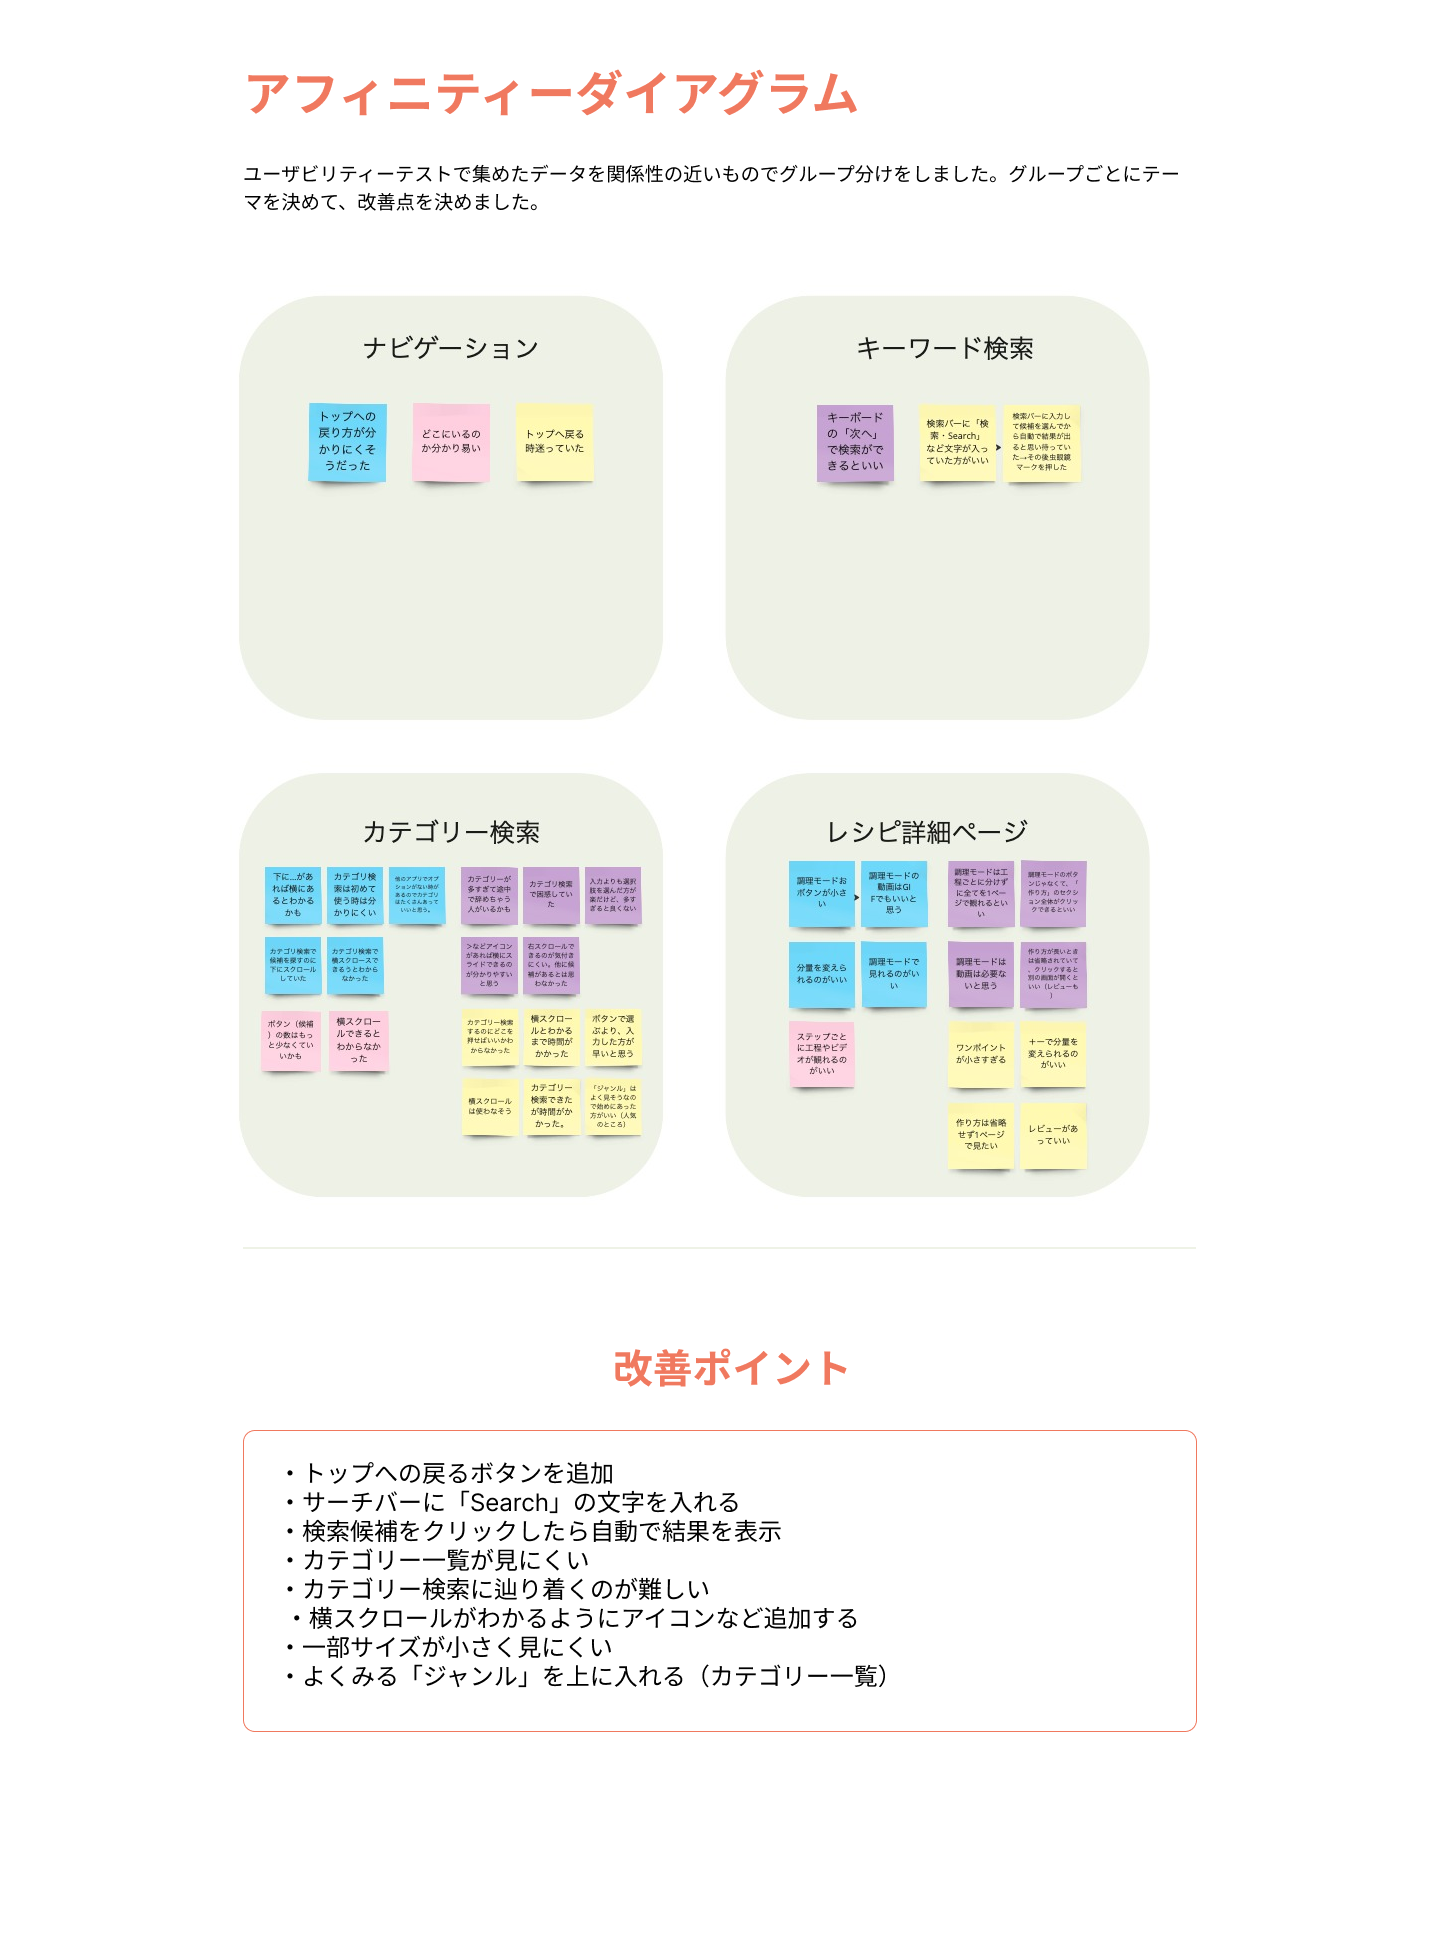 アフィニティーダイアグラム
ユーザビリティーテストで集めたデータを関係性の近いものでグループ分けをしました。グループごとにテー
マを決めて、改善点を決めました。
ナビゲーション
トップへの
戻り方が分
かりにくそ
うだった
どこにいるの
か分かり易い
トップへ戻る
時迷っていた
キーワード検索
キーボード
の「次へ」
で検索がで
きるといい
検索バーに「検
索・Search」
など文字が入っ
ていた方がいい
検索バーに入力し
て候補を選んでか
ら自動で結果が出
ると思い待ってい
た→その後虫眼鏡
マークを押した
カテゴリー検索
下に...があ
れば横にあ
るとわかる
かも
カテゴリ検
索は初めて
使う時は分
かりにくい
他のアプリでオプ
ションがない時が
あるのでカテゴリ
はたくさんあって
いいと思う。
カテゴリーが
多すぎて途中
で辞めちゃう
人がいるかも
カテゴリ検索
で困惑してい
た
入力よりも選択
肢を選んだ方が
楽だけど、多す
ぎると良くない
カテゴリ検索で
候補を探すのに
下にスクロール
していた
カテゴリ検索で
横スクロースで
きるうとわから
なかった
＞などアイコン
があれば横にス
ライドできるの
が分かりやすい
と思う
右スクロールで
きるのが気付き
にくい。他に候
補があるとは思
わなかった
ボタン（候補
）の数はもっ
と少なくてい
いかも
横スクロー
ルできると
わからなか
った
カテゴリー検索
するのにどこを
押せばいいかわ
からなかった
横スクロー
ルとわかる
まで時間が
かかった
ボタンで選
ぶより、入
力した方が
早いと思う
横スクロール
は使わなそう
カテゴリー
検索できた
が時間がか
かった。
「ジャンル」は
よく見そうなの
で始めにあった
方がいい（人気
のところ）
レシピ詳細ページ
調理モードお
ボタンが小さ
い
調理モードの
動画はGI
Fでもいいと
思う
調理モードは工
程ごとに分けず
に全てを1ペー
ジで観れるとい
い
調理モードのボタ
ンじゃなくて、「
作り方」のセクシ
ョン全体がクリッ
クできるといい
分量を変えら
れるのがいい
調理モードで
見れるのがい
い
調理モードは
動画は必要な
いと思う
作り方が長いとき
は省略されていて
、クリックすると
別の画面が開くと
いい（レビューも
）
ステップごと
に工程やビデ
オが観れるの
がいい
ワンポイント
が小さすぎる
＋ーで分量を
変えられるの
がいい
作り方は省略
せず1ページ
で見たい
レビューがあ
っていい
改善ポイント
・トップへの戻るボタンを追加
・サーチバーに「Search」の文字を入れる
・検索候補をクリックしたら自動で結果を表示
・カテゴリー一覧が見にくい
・カテゴリー検索に辿り着くのが難しい
・横スクロールがわかるようにアイコンなど追加する
・一部サイズが小さく見にくい
・よくみる「ジャンル」を上に入れる（カテゴリー一覧）